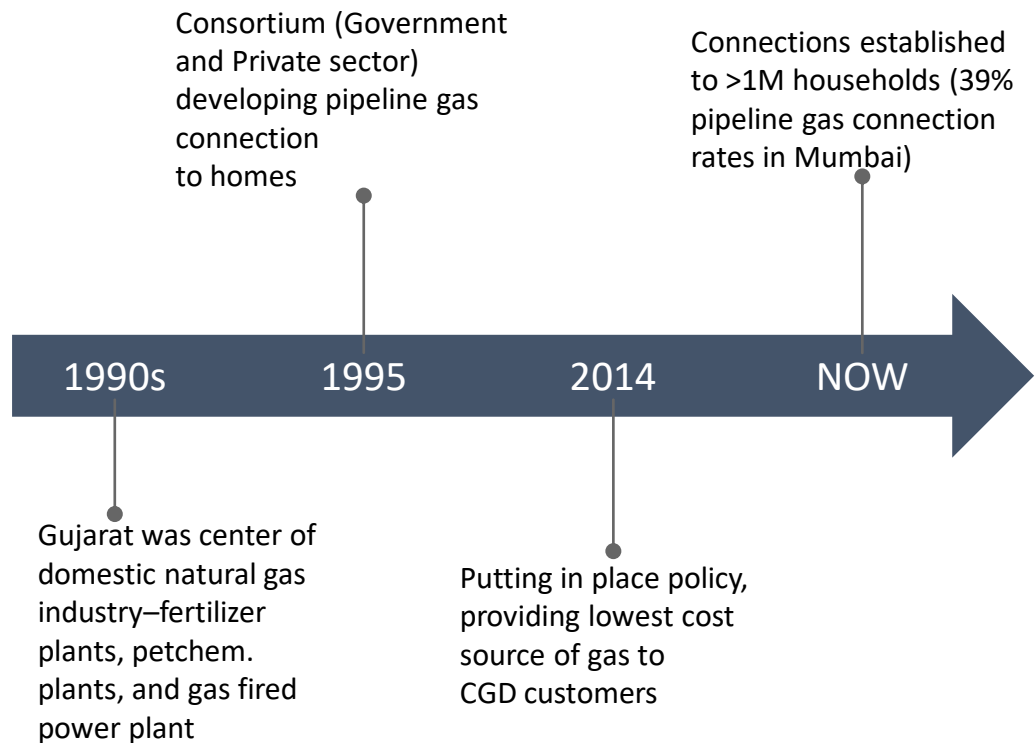 Consortium (Government
and Private sector)
developing pipeline gas
connection
to homes
Connections established
to >1M households (39%
pipeline gas connection
rates in Mumbai)
1990s
1995
2014
NOW
Gujarat was center of
domestic natural gas
industry–fertilizer
plants, petchem.
plants, and gas fired
power plant
Putting in place policy,
providing lowest cost
source of gas to
CGD customers